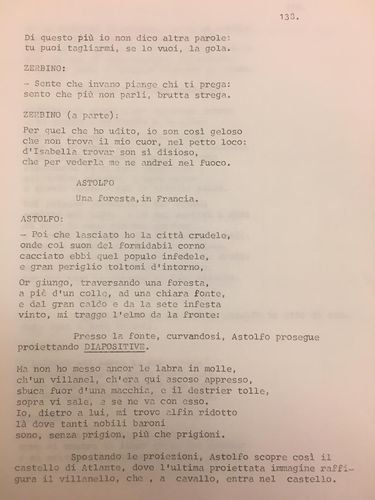 138.
Di questo più io non dico altra parole:
tu puoi tagliarmi, se lo vuoi, la gola.
ZERBINO:
- Sento che invano piange chi ti prega:
sento che più non parli, brutta strega.
ZERBINO (a parte):
Per quel che ho udito, io son così geloso
che non trova il mio cuor, nel petto loco:
d'Isabella trovar son sì disioso,
che per vederla me ne andrei nel fuoco.
ASTOLFO
Una foresta, in Francia.
ASTOLFO:
- Poi che lasciato ho la città crudele,
onde col suon del formidabil corno
cacciato ebbi quel populo infedele,
e gran periglio toltomi d'intorno,
Or giungo, traversando una foresta,
a piè d'un colle, ad una chiara fonte,
e dal gran caldo e da la sete infesta
vinto, mi traggo l'elmo da la fronte:
Presso la fonte, curvandosi, Astolfo prosegue
proiettando DIAPOSITIVE.
Ma non ho messo ancor le labra in molle,
ch'un villanel, ch'era qui ascoso appresso,
sbuca fuor d'una macchia, e il destrier tolle,
sopra vi sale, e se ne va con esso.
Io, dietro a lui, mi trovo alfin ridotto
là dove tanti nobili baroni
sono, senza prigion, più che prigioni.
Spostando le proiezioni, Astolfo scopre così il
castello di Atlante, dove l'ultima proiettata immagine raffi-
gura il villanello, che , a cavallo, entra nel castello.